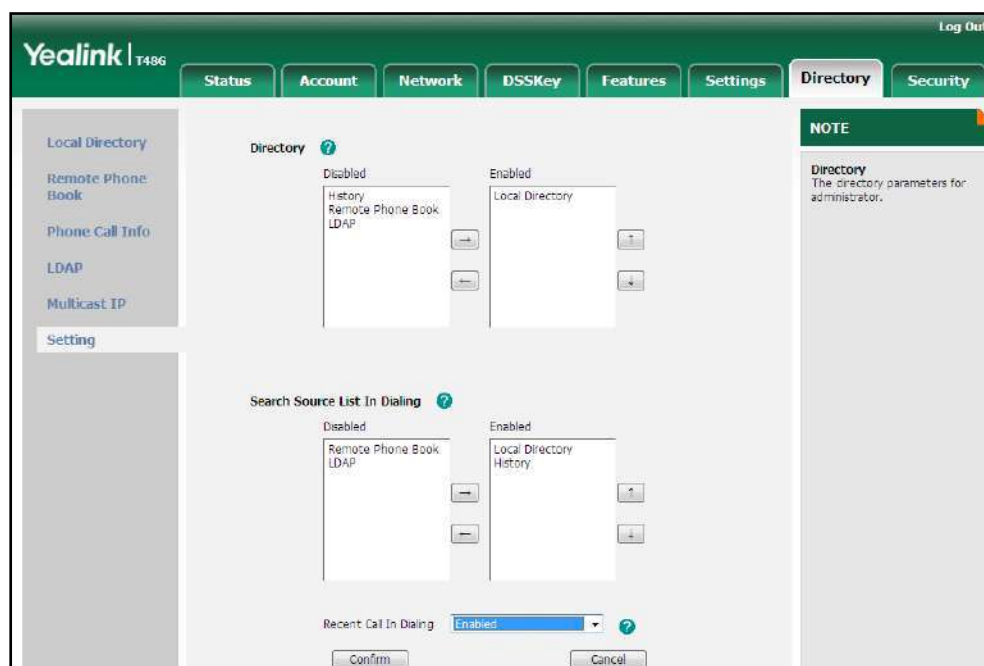 Log Out
Yealink | T48G
Status Account Network DSSKey Features Settings Directory Security
Local Directory
Remote Phone
Book
Phone Call Info
LDAP
Multicast IP
Setting
Directory ?
Disabled Enabled
History
Remote Phone Book
LDAP
Local Directory
→ ↑
← ↓
Search Source List In Dialing ?
Disabled Enabled
Remote Phone Book
LDAP
Local Directory
History
→ ↑
← ↓
Recent Call In Dialing Enabled ?
Confirm Cancel
NOTE
Directory
The directory parameters for
administrator.